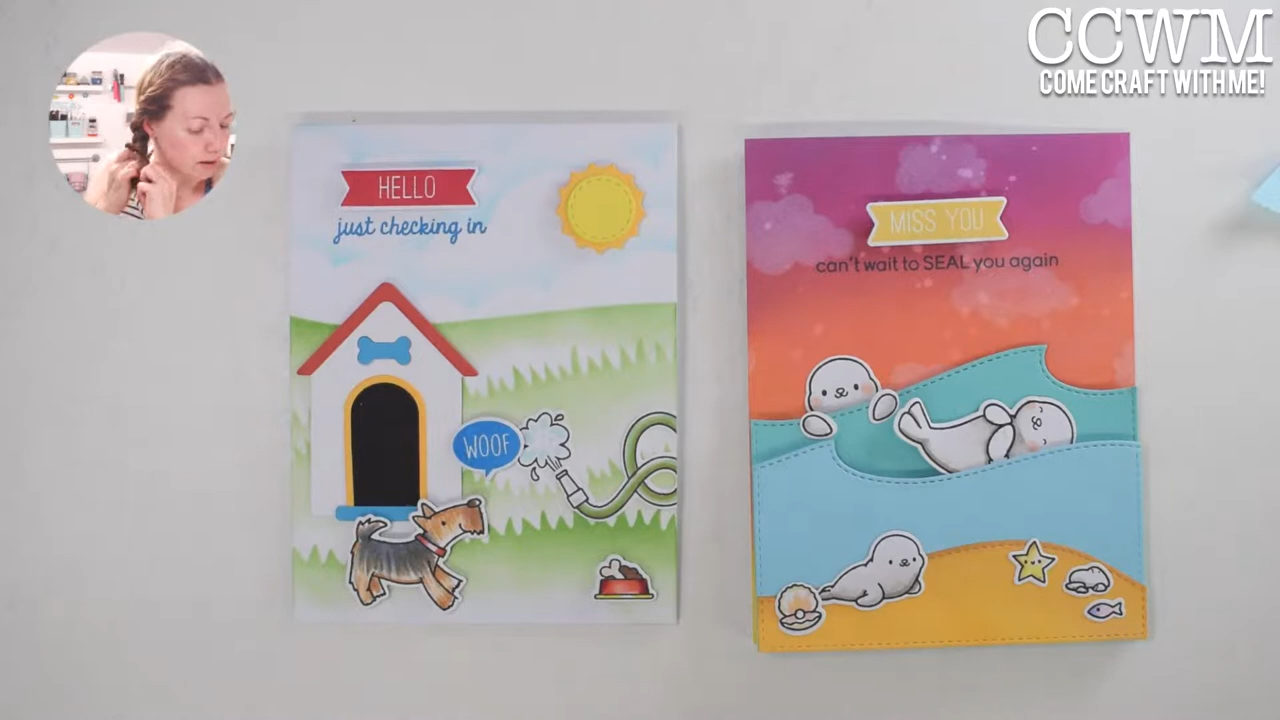 CCWM
COME CRAFT WITH ME!
HELLO
just checking in
WOOF
MISS YOU
can't wait to SEAL you again